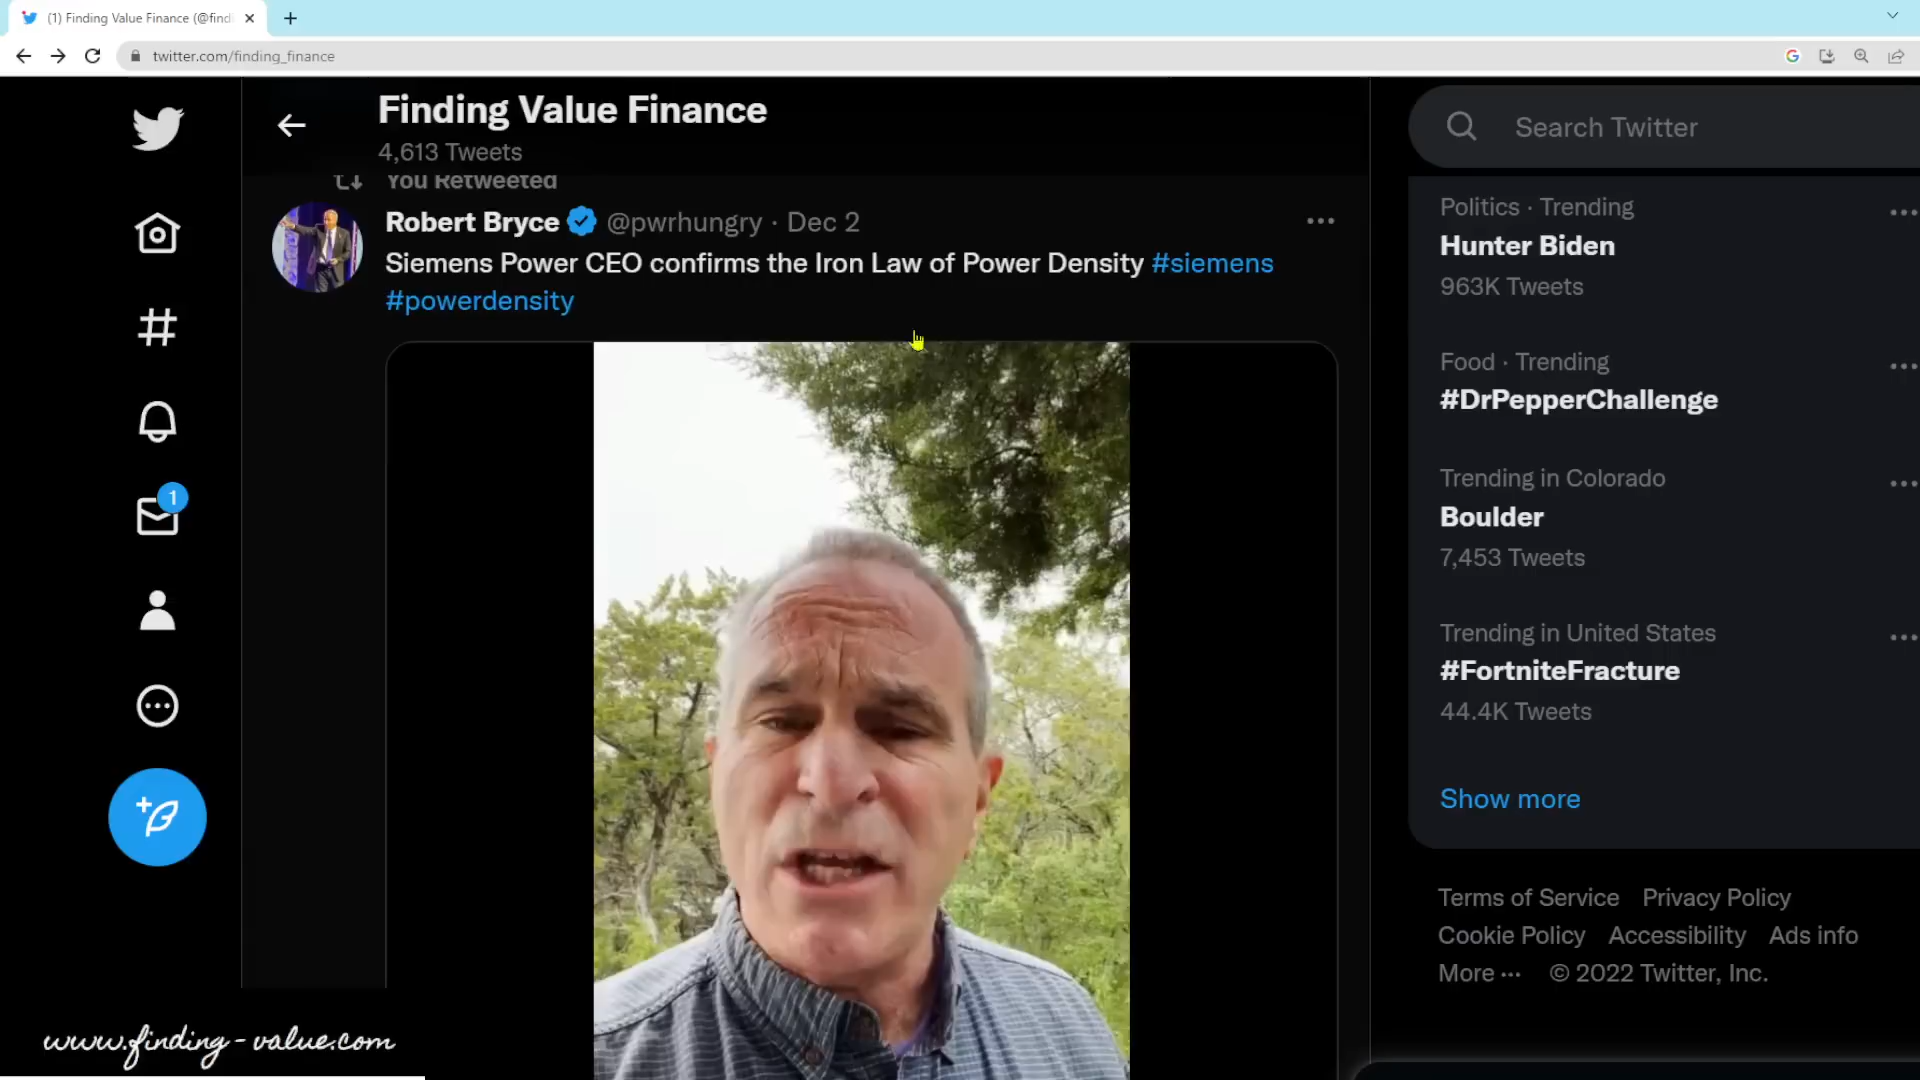 (1) Finding Value Finance (@find
twitter.com/finding_finance
Finding Value Finance
4,613 Tweets
You Retweeted
Robert Bryce @pwrhungry · Dec 2
Siemens Power CEO confirms the Iron Law of Power Density #siemens
#powerdensity
1
Search Twitter
Politics · Trending
Hunter Biden
963K Tweets
Food · Trending
#DrPepperChallenge
Trending in Colorado
Boulder
7,453 Tweets
Trending in United States
#FortniteFracture
44.4K Tweets
Show more
Terms of Service Privacy Policy
Cookie Policy Accessibility Ads info
More ··· © 2022 Twitter, Inc.
www.finding-value.com